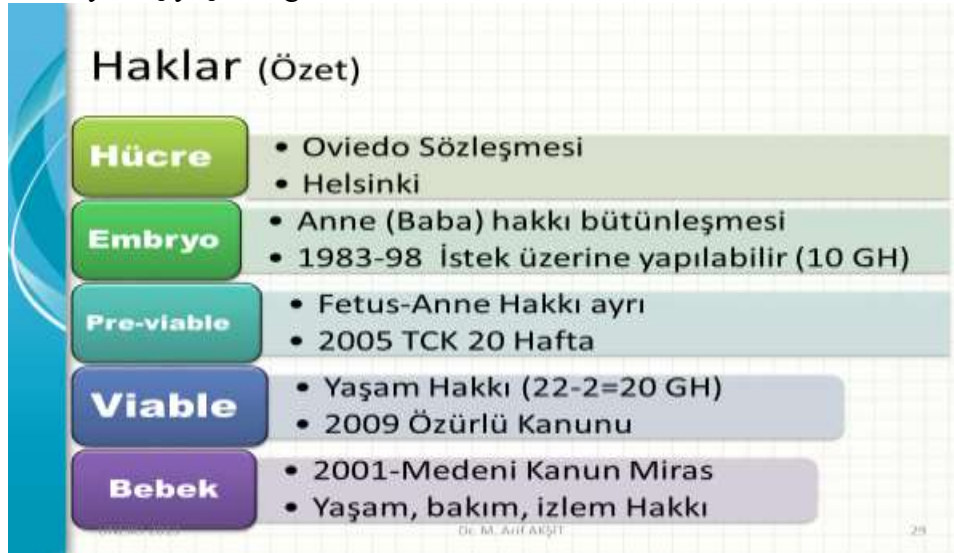 Haklar (Özet)
Hücre
• Oviedo Sözleşmesi
• Helsinki
Embryo
• Anne (Baba) hakkı bütünleşmesi
• 1983-98 İstek üzerine yapılabilir (10 GH)
Pre-viable
• Fetus-Anne Hakkı ayrı
• 2005 TCK 20 Hafta
Viable
• Yaşam Hakkı (22-2=20 GH)
• 2009 Özürlü Kanunu
Bebek
• 2001-Medeni Kanun Miras
• Yaşam, bakım, izlem Hakkı
Dr. M. Arif AKŞİT
29